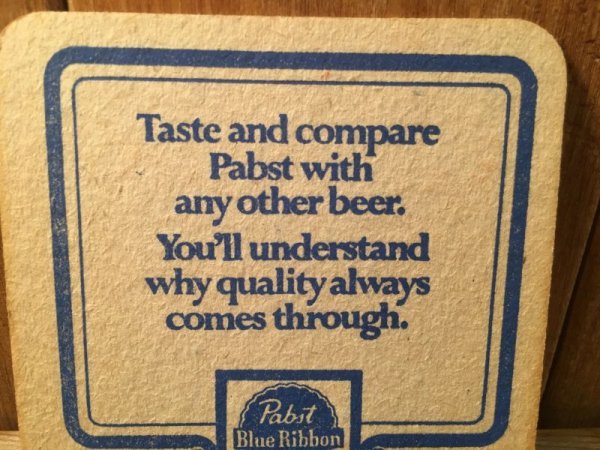 Taste and compare
Pabst with
any other beer.
You'll understand
why quality always
comes through.
Pabst
Blue Ribbon